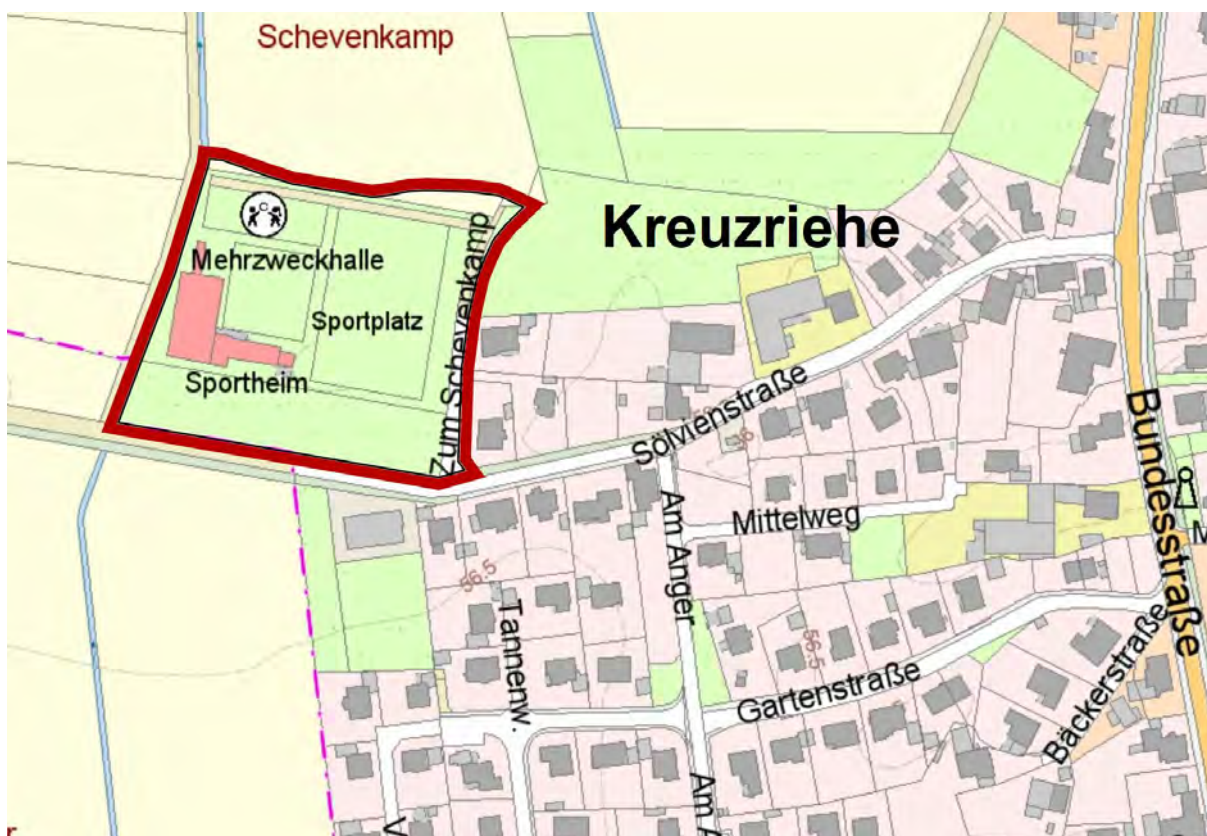 Schevenkamp
Kreuzriehe
Mehrzweckhalle
Sportplatz
Zum Schevenkamp
Sportheim
Sölvienstraße
Bundesstraße
Am Anger
Mittelweg
M
56.5
Tannenw.
56.5
Gartenstraße
Bäckerstraße
Am A
V
r